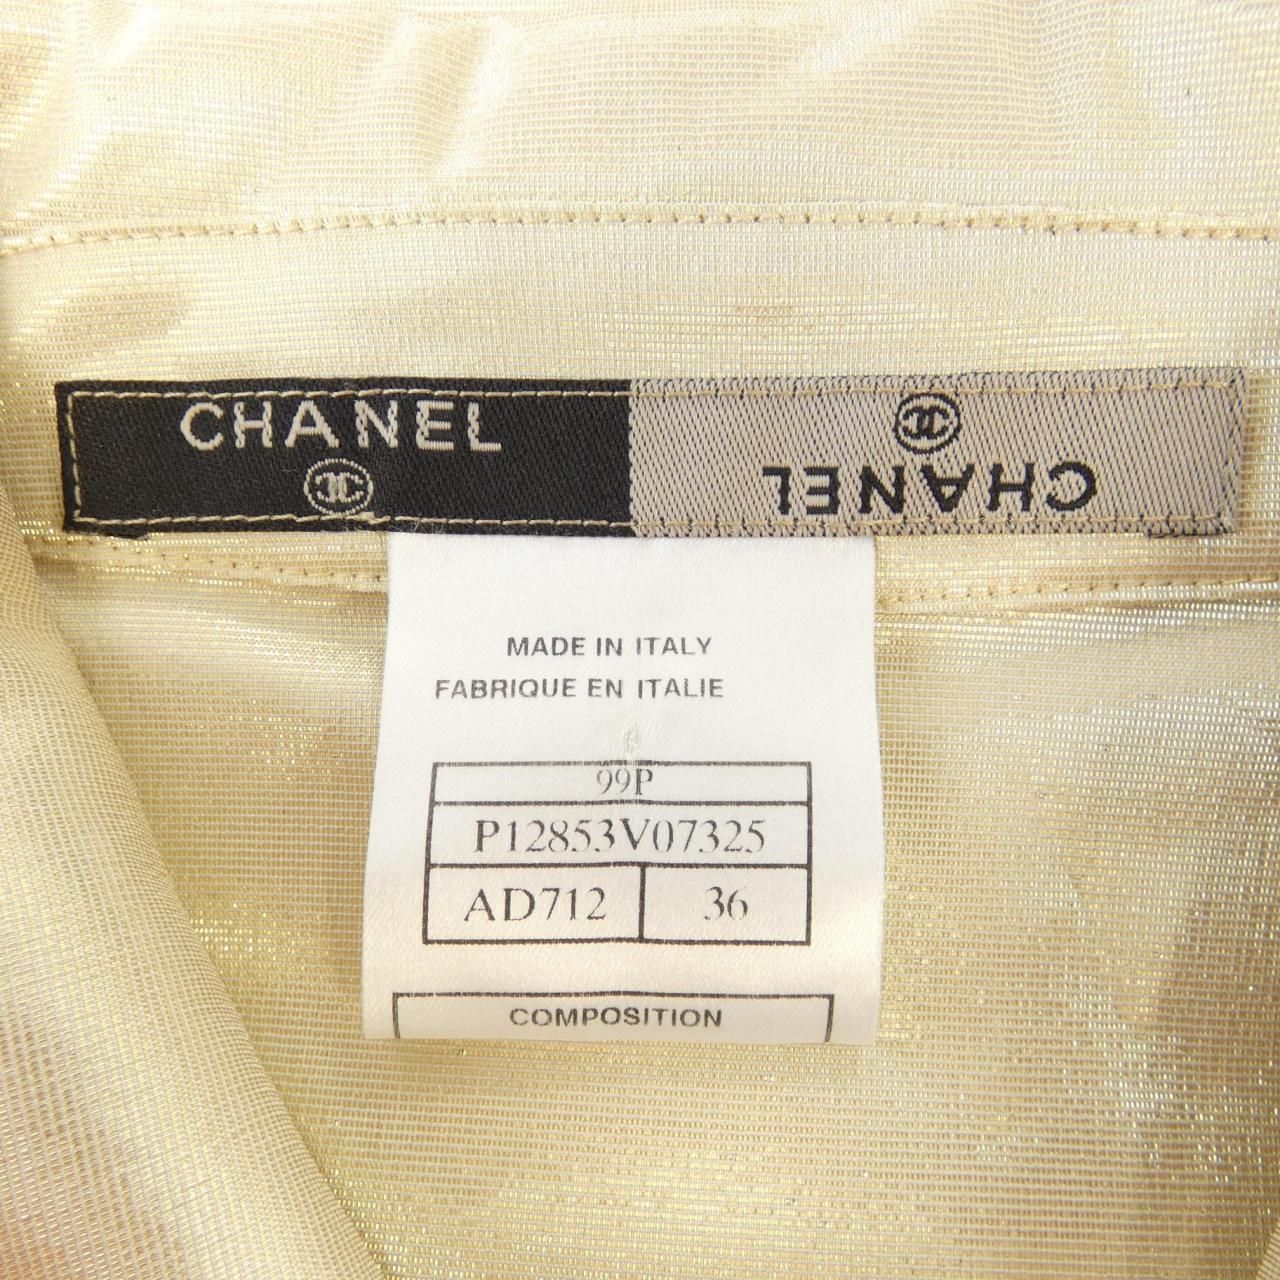 CHANEL
CHANEL
MADE IN ITALY
FABRIQUE EN ITALIE
99P
P12853V07325
AD712 36
COMPOSITION